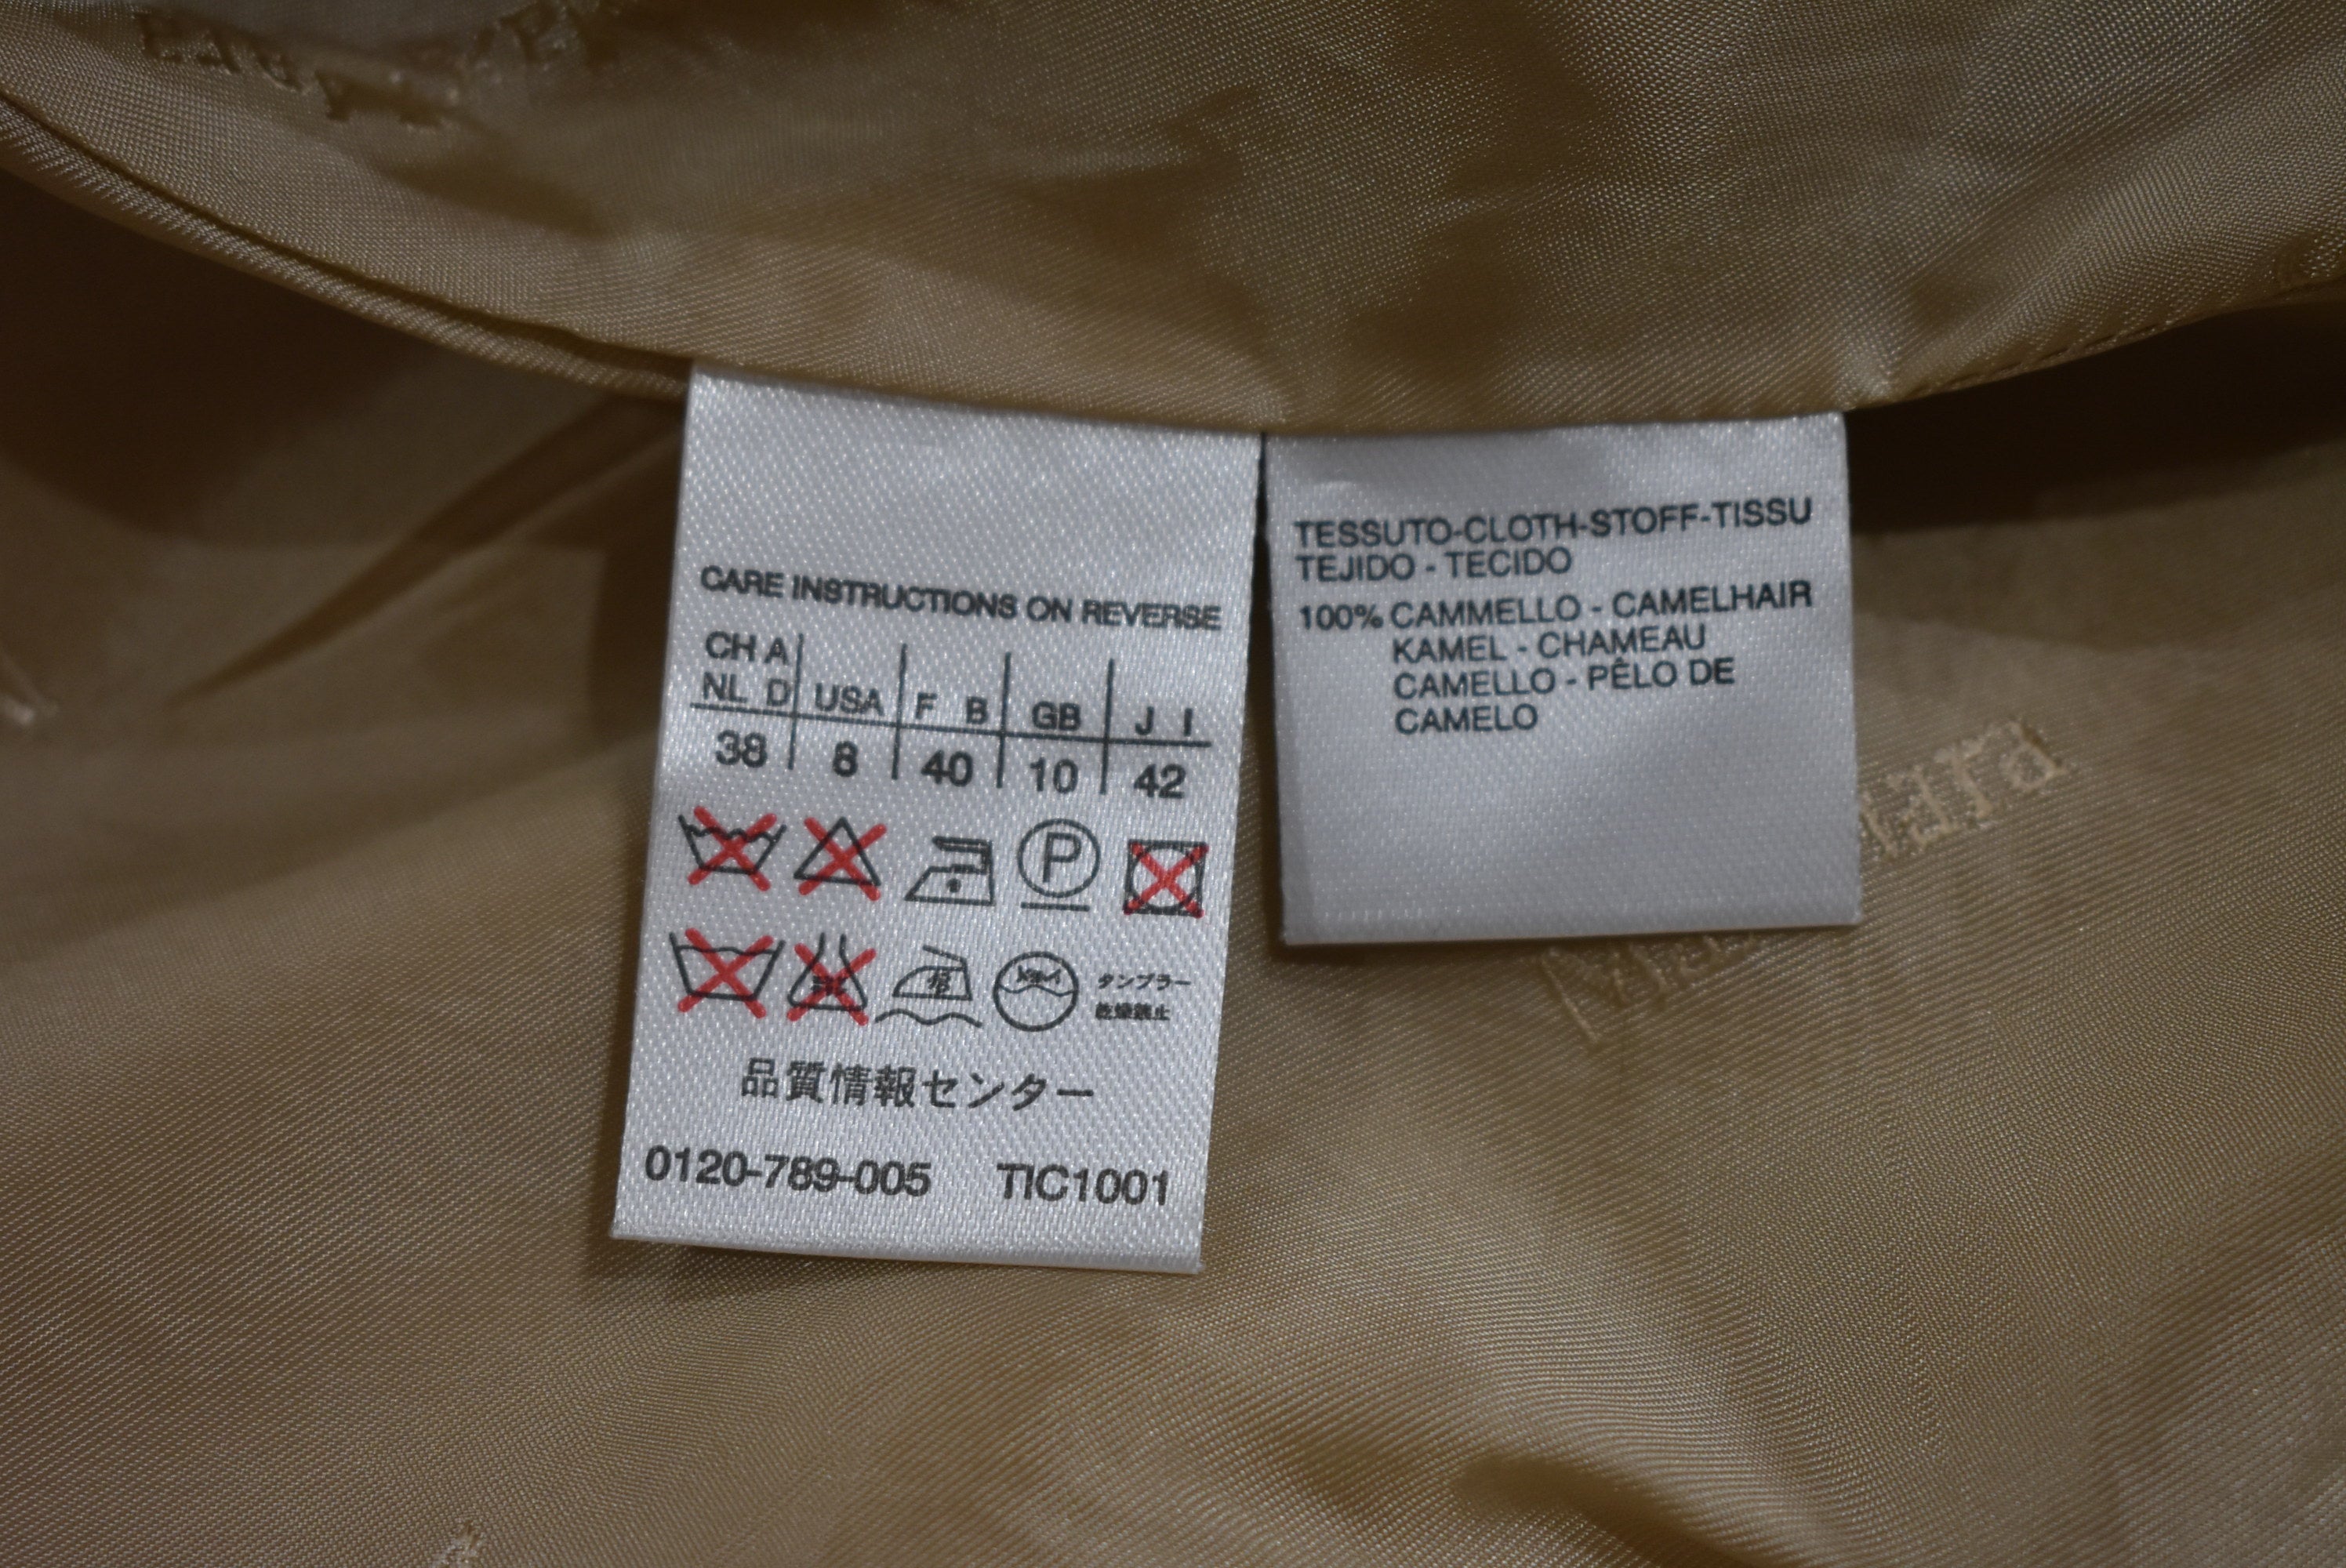 CARE INSTRUCTIONS ON REVERSE
CH A
NL D USA F B GB J I
38 8 40 10 42
P
タンブラー
乾燥禁止
品質情報センター
0120-789-005 TIC1001
TESSUTO-CLOTH-STOFF-TISSU
TEJIDO - TECIDO
100% CAMMELLO - CAMELHAIR
KAMEL - CHAMEAU
CAMELLO - PÊLO DE
CAMELO